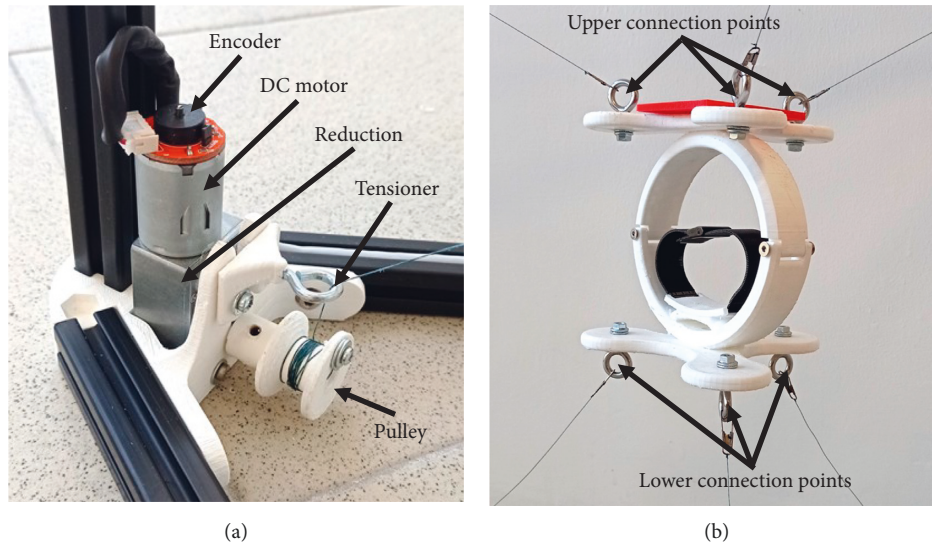 Encoder
DC motor
Reduction
Tensioner
Pulley
(a)
Upper connection points
Lower connection points
(b)